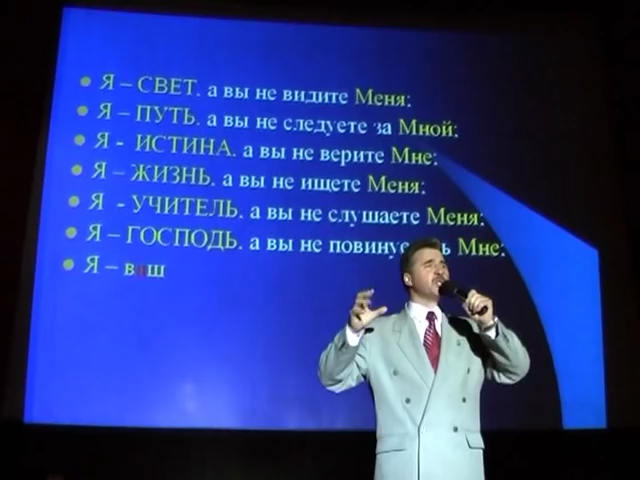 Я – СВЕТ, а вы не видите Меня;
Я – ПУТЬ, а вы не следуете за Мной;
Я - ИСТИНА, а вы не верите Мне;
Я – ЖИЗНЬ, а вы не ищете Меня;
Я - УЧИТЕЛЬ, а вы не слушаете Меня;
Я – ГОСПОДЬ, а вы не Мне;
Я – ваш